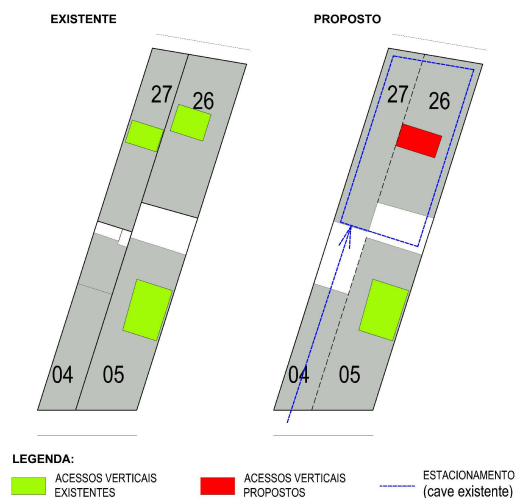 EXISTENTE
PROPOSTO
27
26
27
26
04
05
04
05
LEGENDA:
ACESSOS VERTICAIS
EXISTENTES
ACESSOS VERTICAIS
PROPOSTOS
ESTACIONAMENTO
(cave existente)